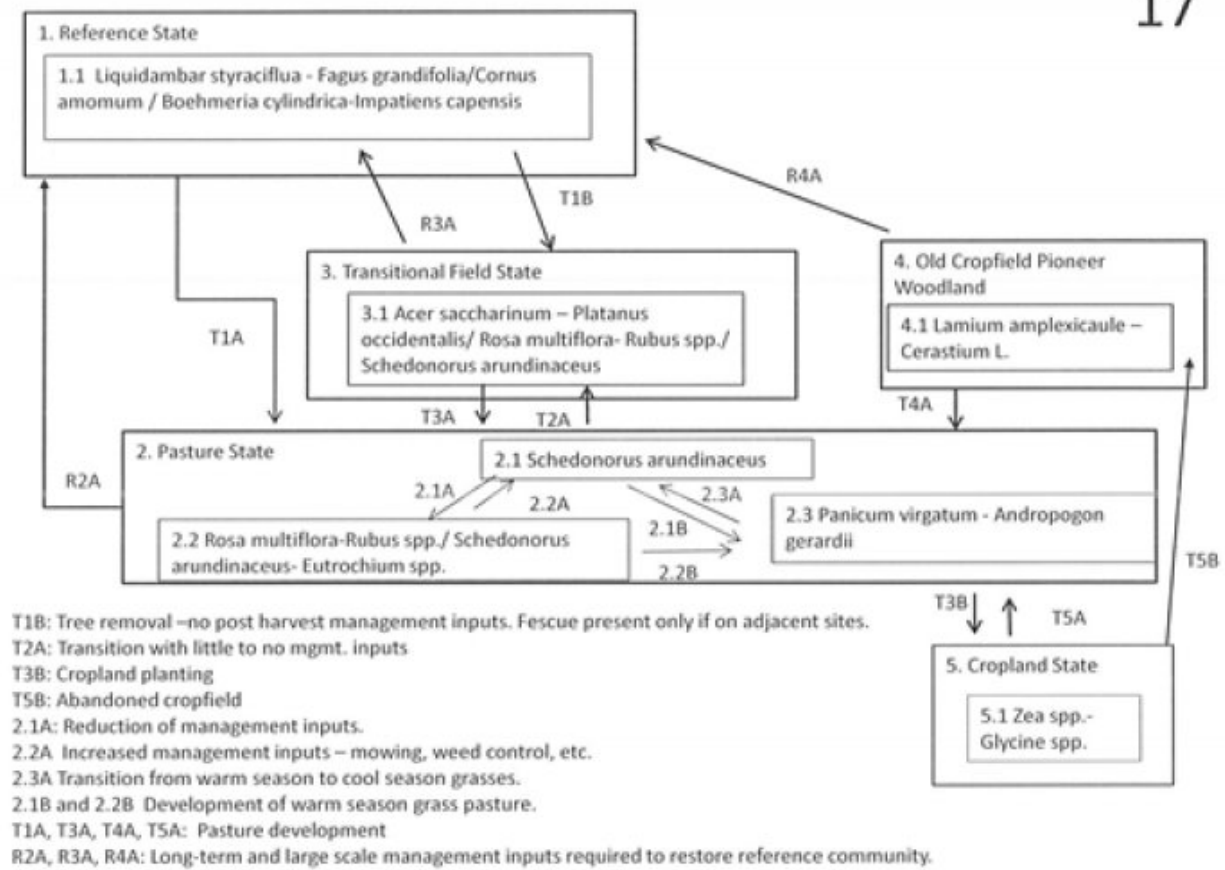 17
1. Reference State
1.1 Liquidambar styraciflua - Fagus grandifolia/Cornus
amomum / Boehmeria cylindrica-Impatiens capensis
R4A
T1B
R3A
3. Transitional Field State
4. Old Cropfield Pioneer
Woodland
3.1 Acer saccharinum – Platanus
occidentalis/ Rosa multiflora- Rubus spp./
Schedonorus arundinaceus
4.1 Lamium amplexicaule –
Cerastium L.
T1A
T3A
T2A
T4A
2. Pasture State
2.1 Schedonorus arundinaceus
R2A
2.1A
2.2A
2.3A
2.1B
2.3 Panicum virgatum - Andropogon
gerardii
2.2 Rosa multiflora-Rubus spp./ Schedonorus
arundinaceus- Eutrochium spp.
2.2B
T5B
T3B
T5A
5. Cropland State
5.1 Zea spp.-
Glycine spp.
T1B: Tree removal –no post harvest management inputs. Fescue present only if on adjacent sites.
T2A: Transition with little to no mgmt. inputs
T3B: Cropland planting
T5B: Abandoned cropfield
2.1A: Reduction of management inputs.
2.2A Increased management inputs – mowing, weed control, etc.
2.3A Transition from warm season to cool season grasses.
2.1B and 2.2B Development of warm season grass pasture.
T1A, T3A, T4A, T5A: Pasture development
R2A, R3A, R4A: Long-term and large scale management inputs required to restore reference community.